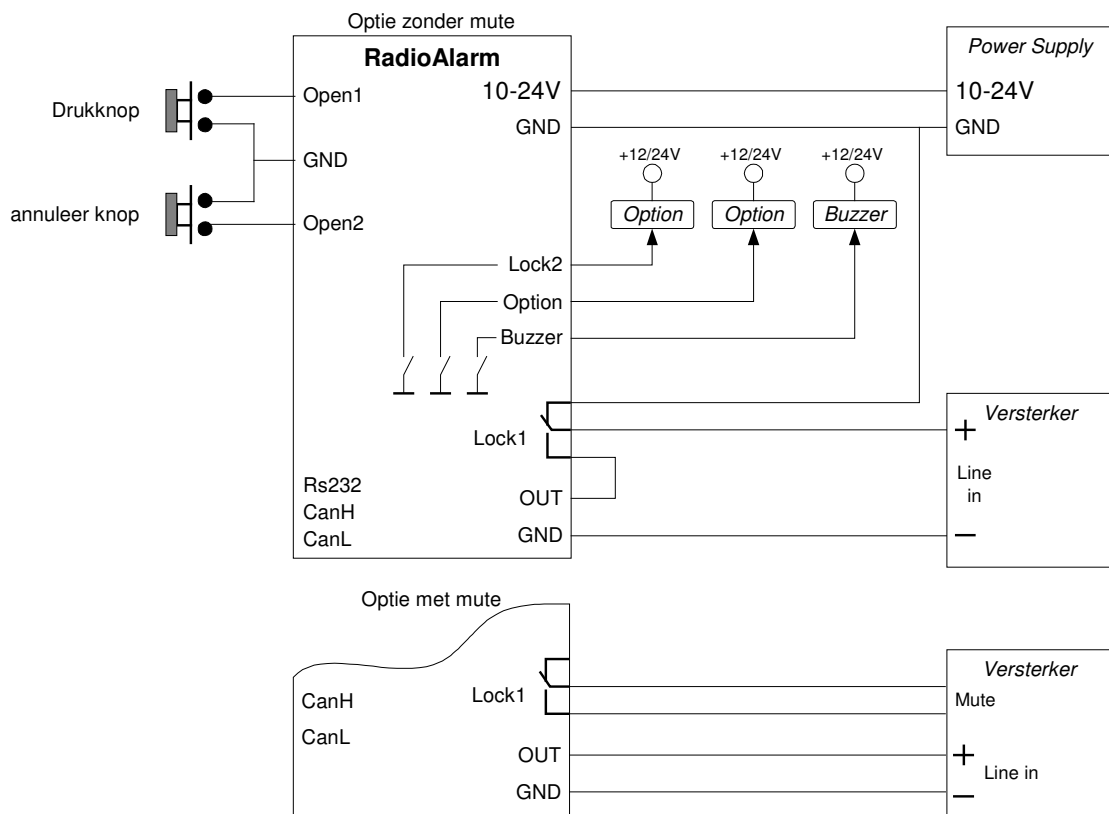 Optie zonder mute
RadioAlarm
Power Supply
Open1
10-24V
10-24V
Drukknop
GND
GND
GND
+12/24V
+12/24V
+12/24V
annuleer knop
Open2
Option
Option
Buzzer
Lock2
Option
Buzzer
Versterker
Lock1
+
Line
in
Rs232
OUT
CanH
CanL
GND
–
Optie met mute
Versterker
CanH
Lock1
Mute
CanL
OUT
+
Line in
GND
–